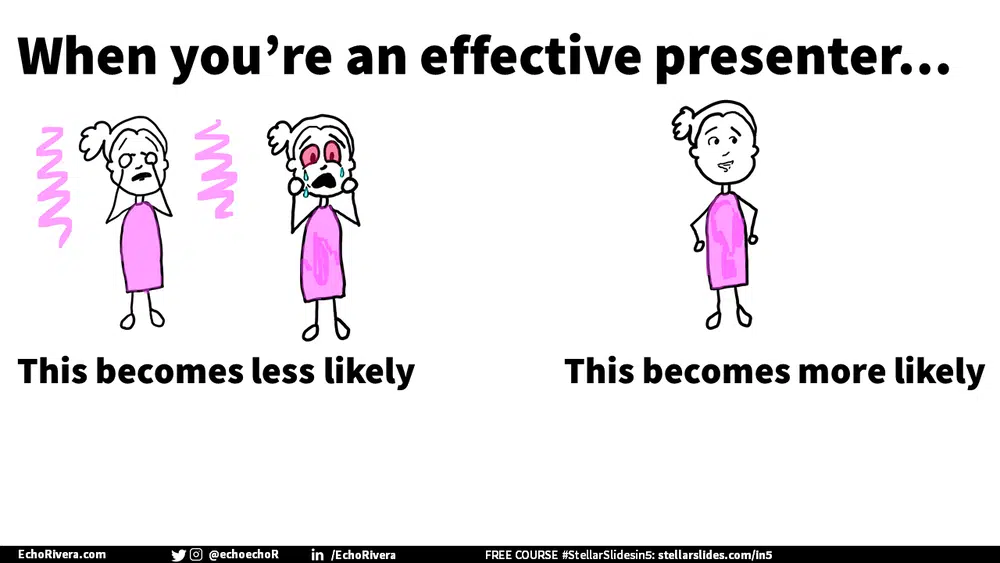 When you’re an effective presenter...
This becomes less likely
This becomes more likely
EchoRivera.com @echoechoR in /EchoRivera FREE COURSE #StellarSlidesin5: stellarslides.com/in5